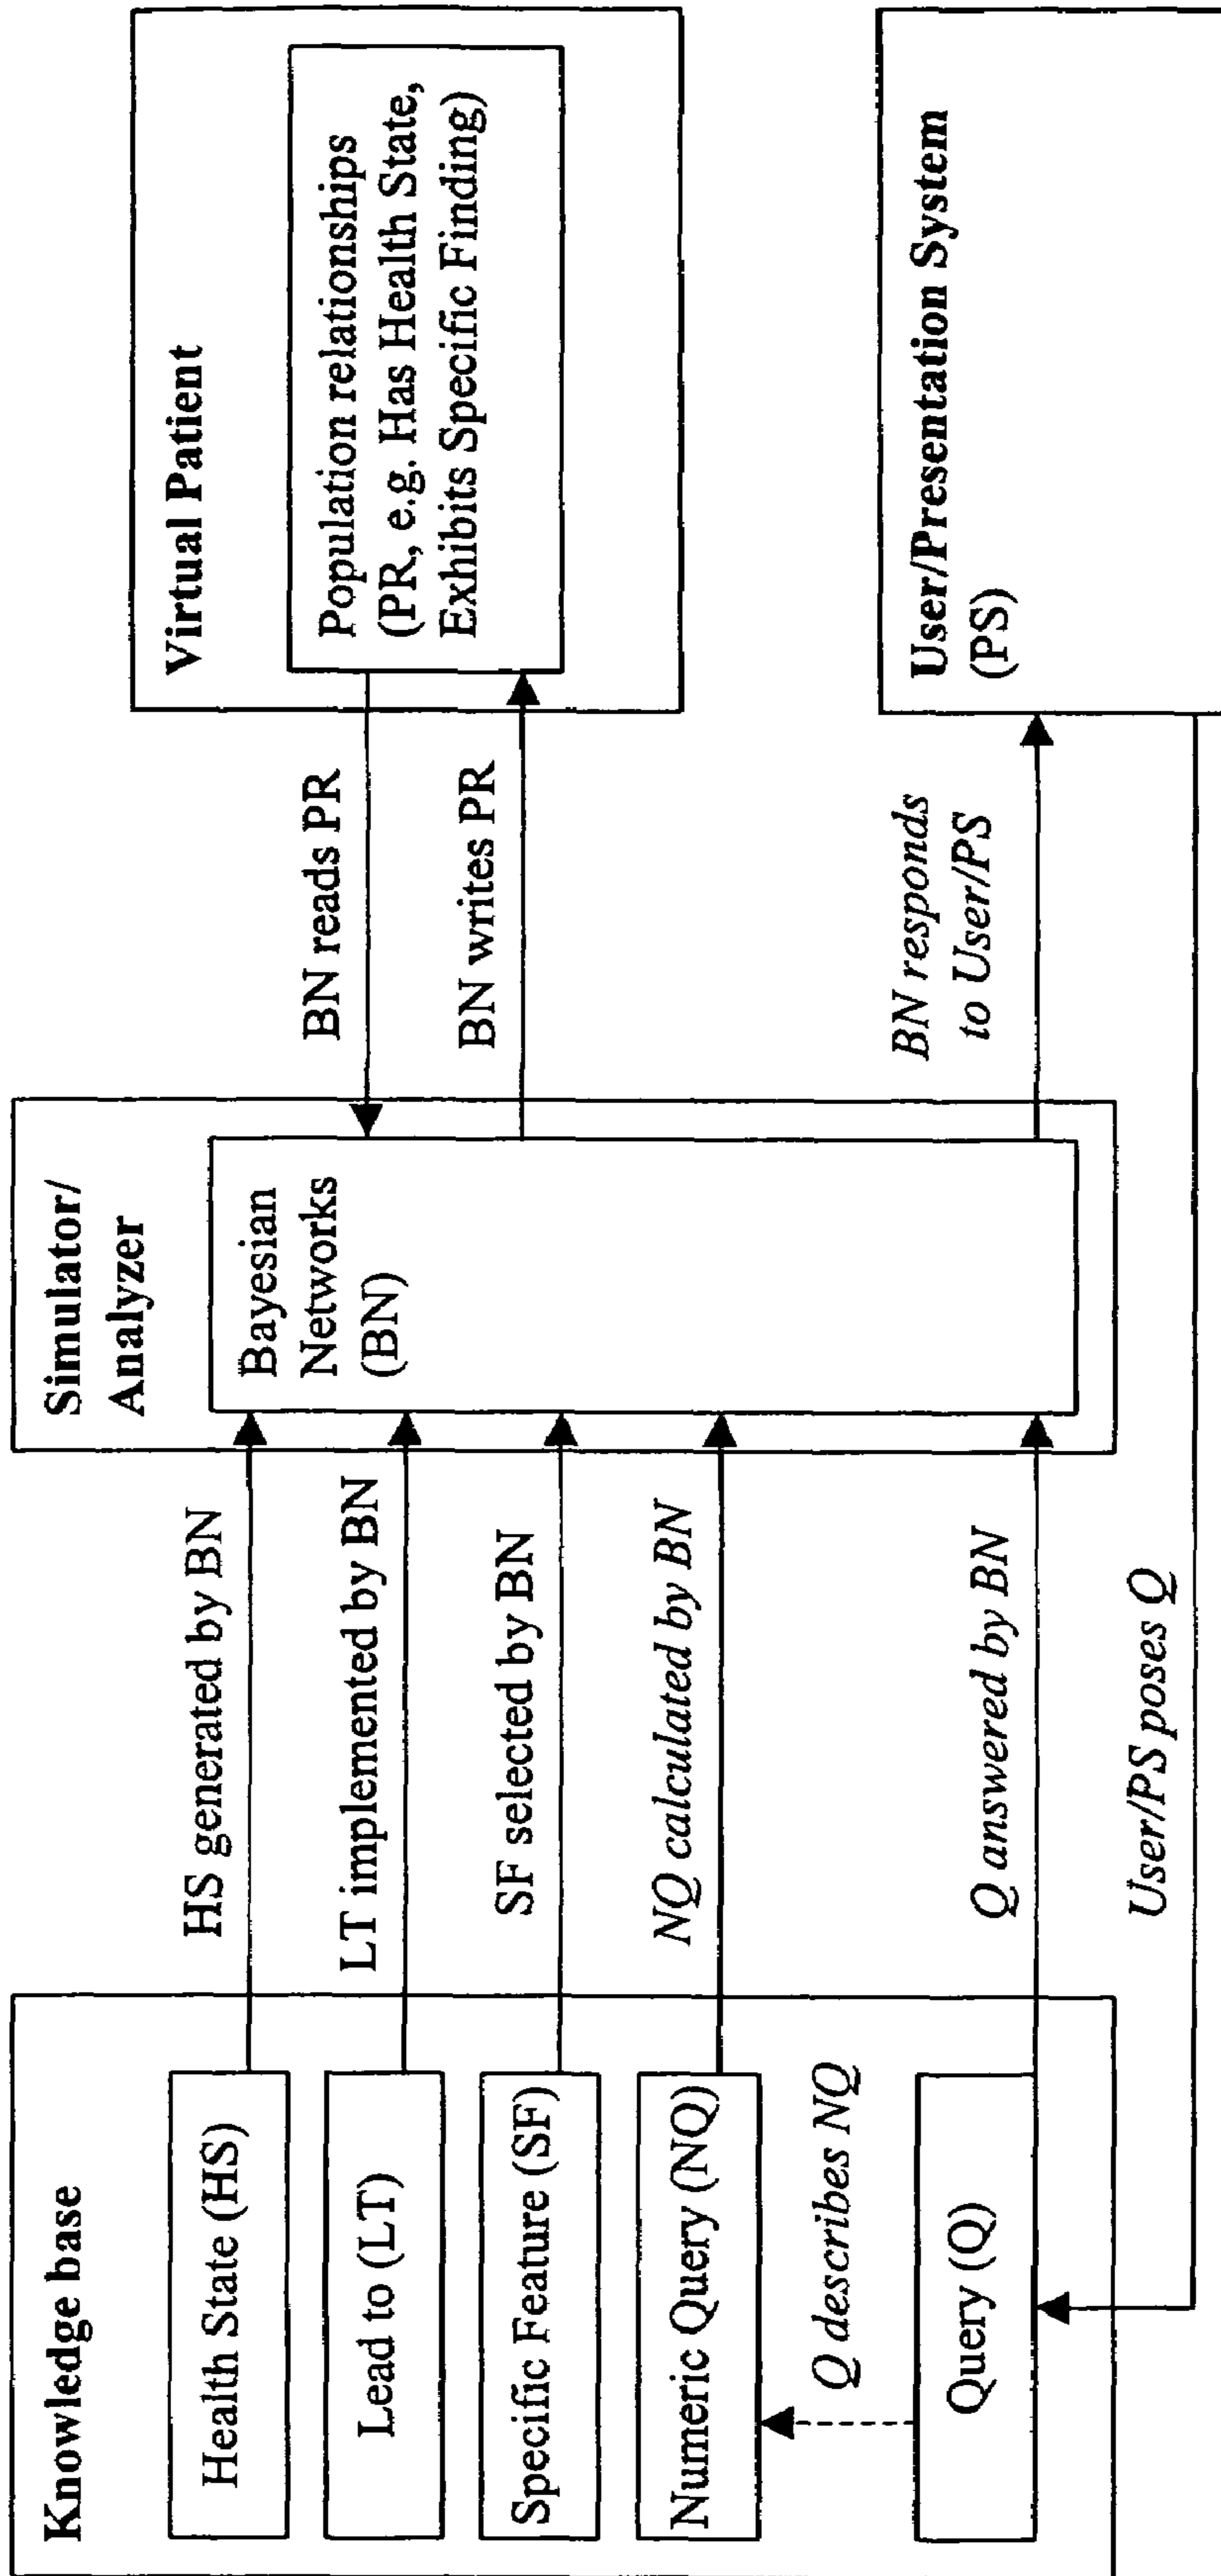 Knowledge base
Health State (HS)
Lead to (LT)
Specific Feature (SF)
Numeric Query (NQ)
Q describes NQ
Query (Q)
HS generated by BN
LT implemented by BN
SF selected by BN
NQ calculated by BN
Q answered by BN
User/PS poses Q
Simulator/
Analyzer
Bayesian
Networks
(BN)
BN reads PR
BN writes PR
BN responds
to User/PS
Virtual Patient
Population relationships
(PR, e.g. Has Health State,
Exhibits Specific Finding)
User/Presentation System
(PS)